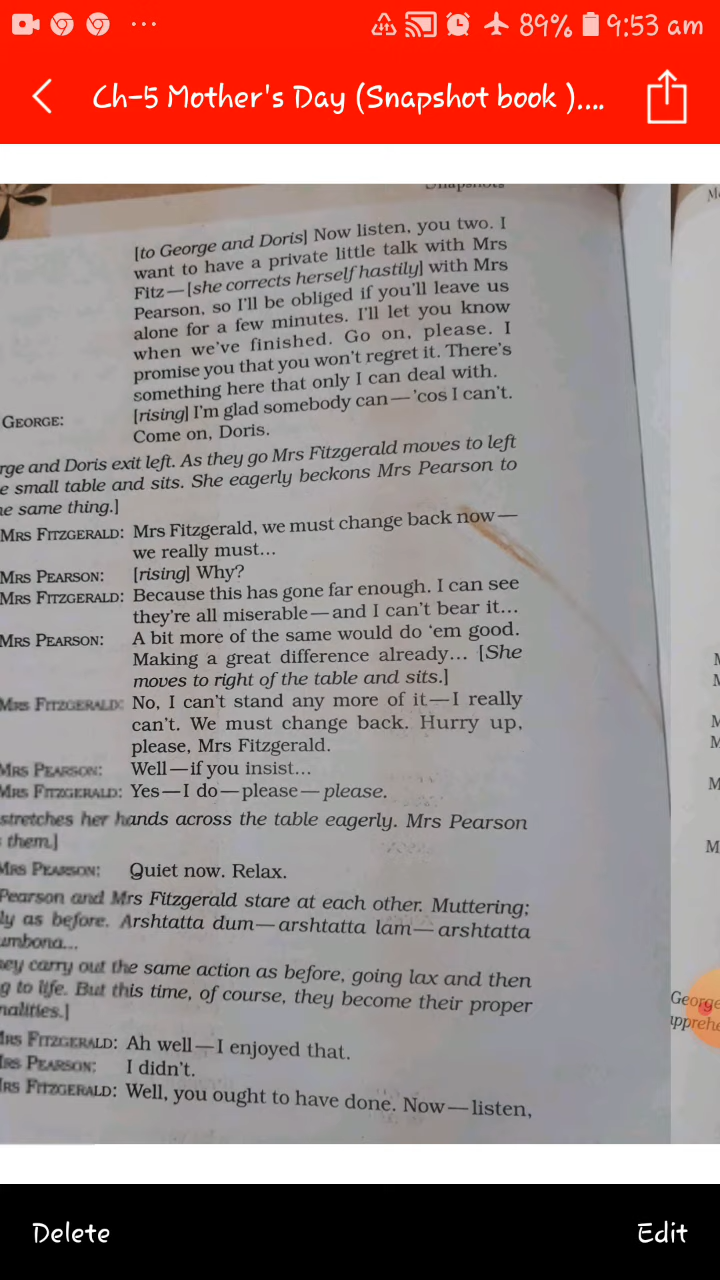 89% 9:53 am
Ch-5 Mother's Day (Snapshot book )....
Snapshots
[to George and Doris] Now listen, you two. I
want to have a private little talk with Mrs
Fitz—[she corrects herself hastily] with Mrs
Pearson, so I'll be obliged if you'll leave us
alone for a few minutes. I'll let you know
when we've finished. Go on, please. I
promise you that you won't regret it. There's
something here that only I can deal with.
GEORGE: [rising] I'm glad somebody can—'cos I can't.
Come on, Doris.
rge and Doris exit left. As they go Mrs Fitzgerald moves to left
e small table and sits. She eagerly beckons Mrs Pearson to
he same thing.]
MRS FITZGERALD: Mrs Fitzgerald, we must change back now—
we really must...
MRS PEARSON: [rising] Why?
MRS FITZGERALD: Because this has gone far enough. I can see
they're all miserable—and I can't bear it...
MRS PEARSON: A bit more of the same would do 'em good.
Making a great difference already... [She
moves to right of the table and sits.]
MRS FITZGERALD: No, I can't stand any more of it—I really
can't. We must change back. Hurry up,
please, Mrs Fitzgerald.
MRS PEARSON: Well—if you insist...
MRS FITZGERALD: Yes—I do—please—please.
stretches her hands across the table eagerly. Mrs Pearson
them.]
MRS PEARSON: Quiet now. Relax.
Pearson and Mrs Fitzgerald stare at each other. Muttering;
ly as before. Arshtatta dum—arshtatta lam—arshtatta
umbona...
ey carry out the same action as before, going lax and then
g to life. But this time, of course, they become their proper
nalities.]
MRS FITZGERALD: Ah well—I enjoyed that.
MRS PEARSON: I didn't.
MRS FITZGERALD: Well, you ought to have done. Now—listen,
George
apprehe
Delete Edit